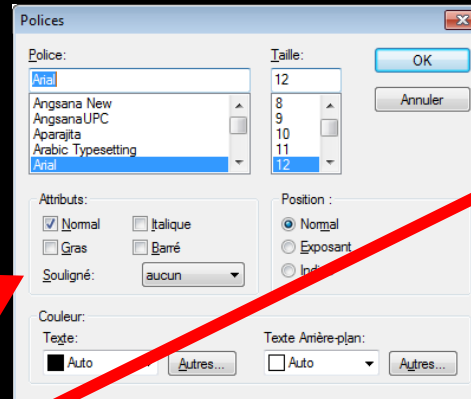 Polices
Police:
Taille:
Arial
12
OK
Angsana New
AngsanaUPC
Aparajita
Arabic Typesetting
Arial
8
9
10
11
12
Annuler
Attributs:
Position :
Normal
Italique
Normal
Gras
Barré
Exposant
Souligné:
aucun
Couleur:
Texte:
Texte Arrière-plan:
Auto
Autres...
Auto
Autres...